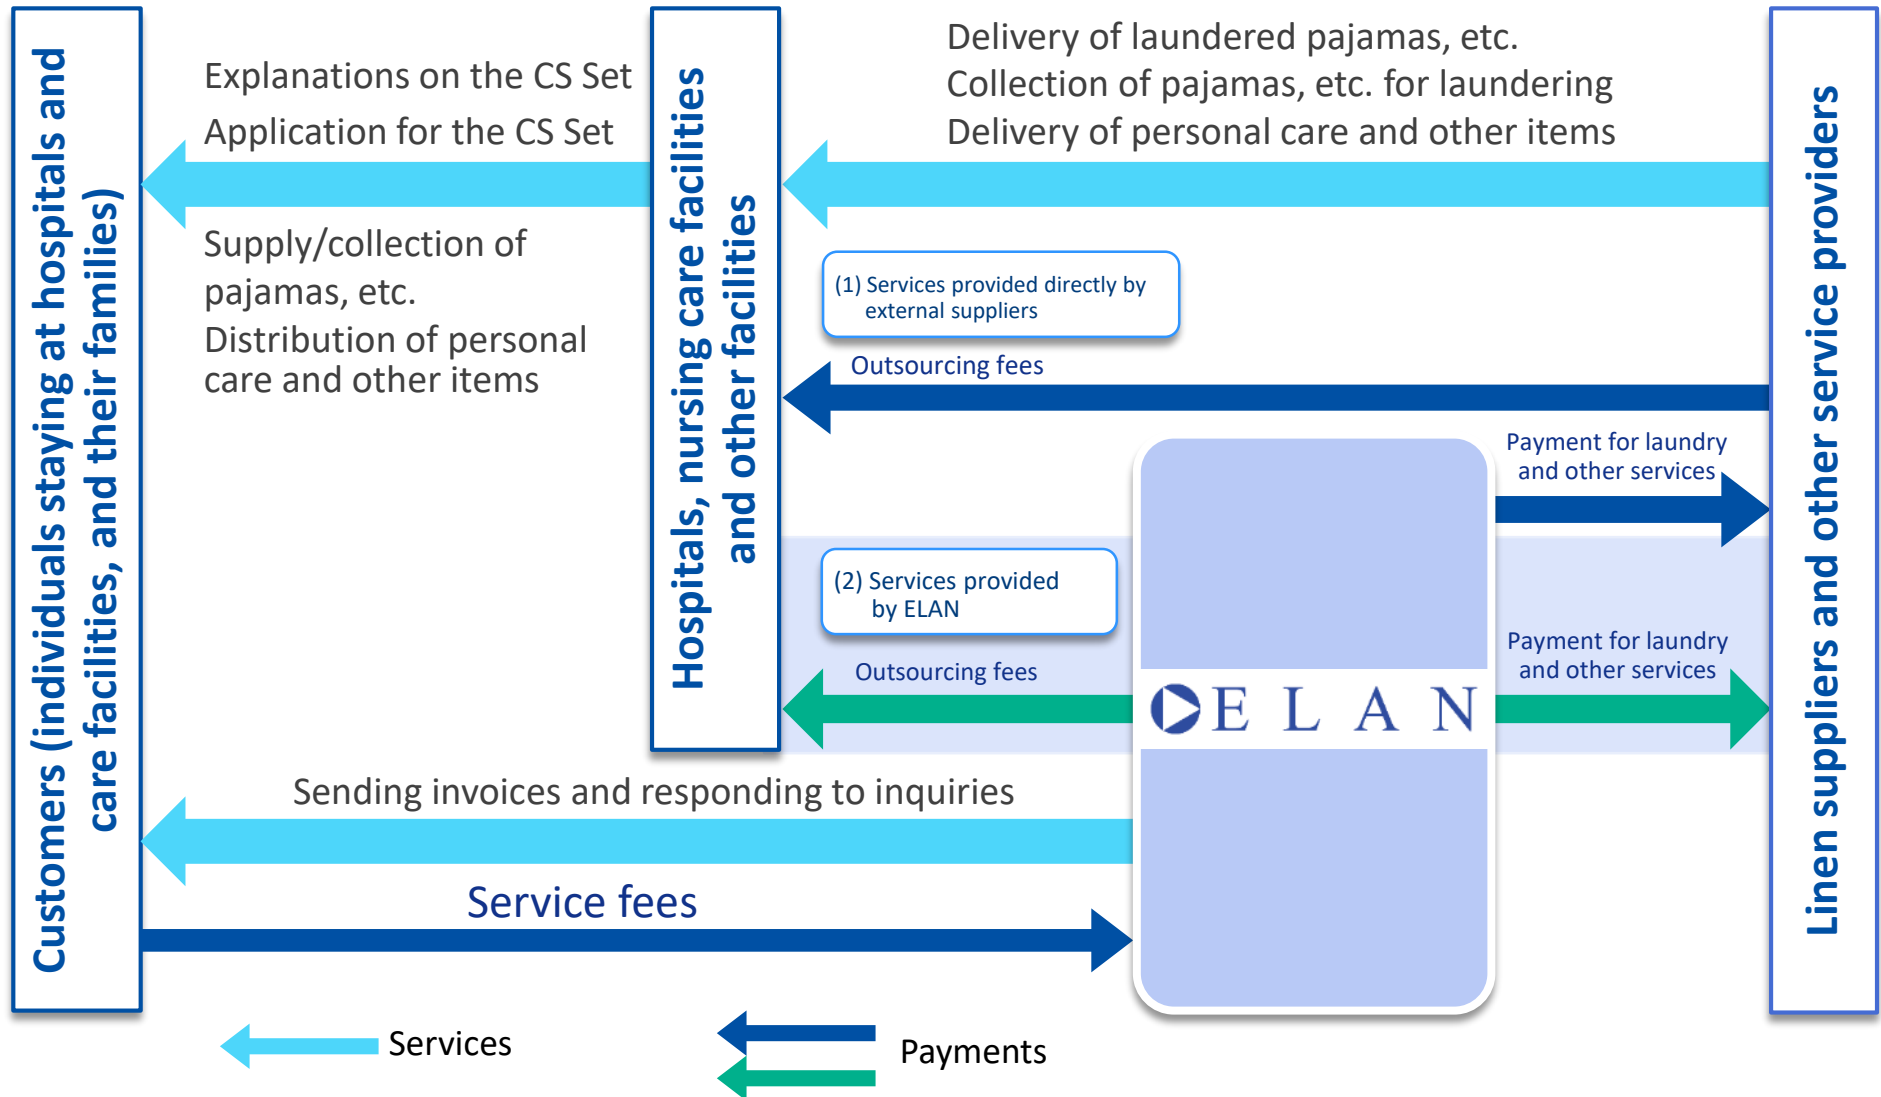 Customers (individuals staying at hospitals and
care facilities, and their families)
Explanations on the CS Set
Application for the CS Set
Supply/collection of
pajamas, etc.
Distribution of personal
care and other items
Hospitals, nursing care facilities
and other facilities
Delivery of laundered pajamas, etc.
Collection of pajamas, etc. for laundering
Delivery of personal care and other items
(1) Services provided directly by
external suppliers
Outsourcing fees
Payment for laundry
and other services
(2) Services provided
by ELAN
Outsourcing fees
ELAN
Payment for laundry
and other services
Linen suppliers and other service providers
Sending invoices and responding to inquiries
Service fees
Services
Payments